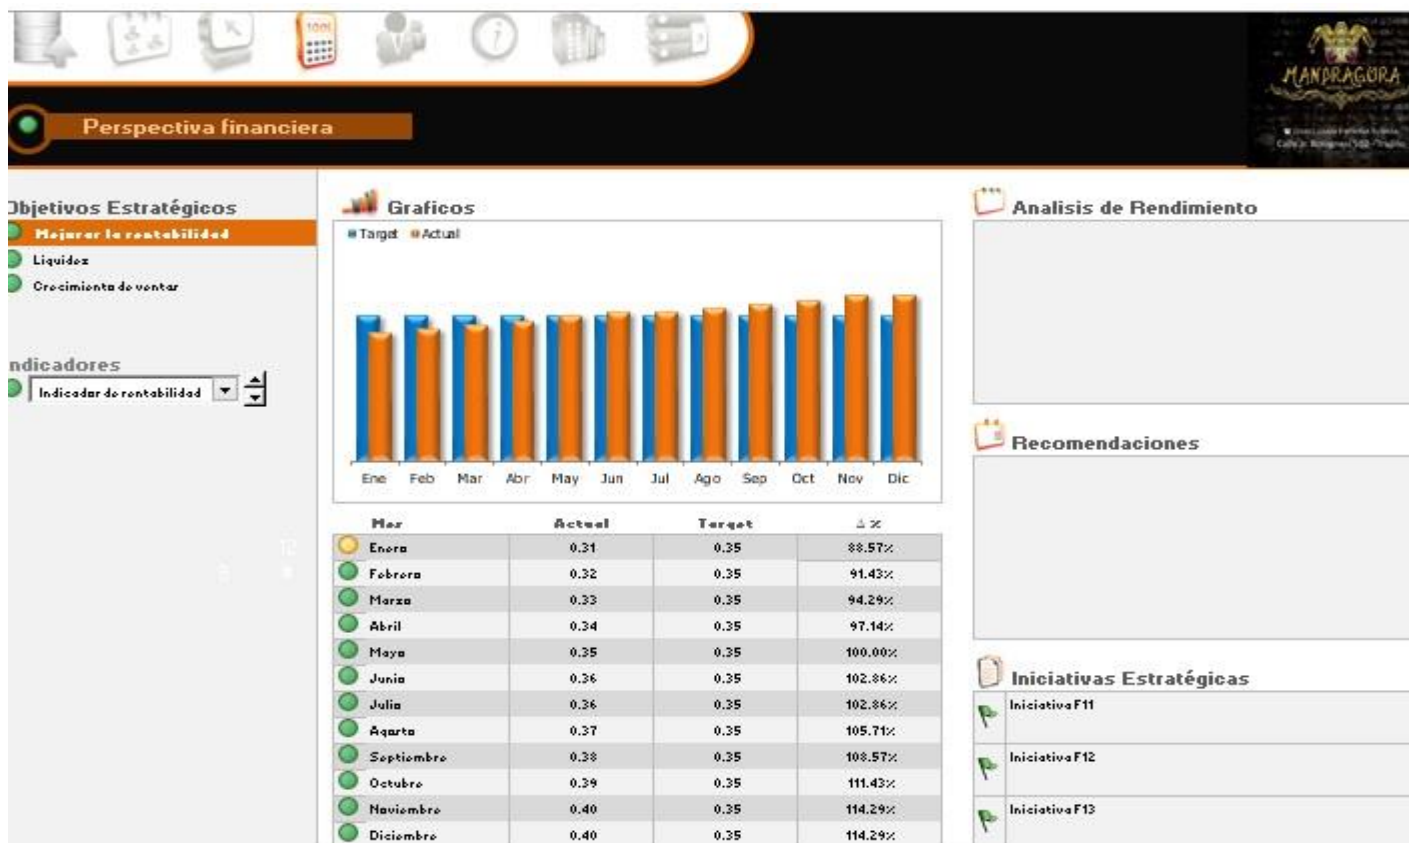 MANDRAGORA
Perspectiva financiera
Objetivos Estratégicos
Mejorar la rentabilidad
Liquidez
Crecimiento de ventas
ndicadores
Indicador de rentabilidad
Graficos
Target Actual
Ene Feb Mar Abr May Jun Jul Ago Sep Oct Nov Dic
Mes Actual Target Δ %
Enero 0.31 0.35 88.57%
Febrero 0.32 0.35 91.43%
Marzo 0.33 0.35 94.29%
Abril 0.34 0.35 97.14%
Mayo 0.35 0.35 100.00%
Junio 0.36 0.35 102.86%
Julio 0.36 0.35 102.86%
Agosto 0.37 0.35 105.71%
Septiembre 0.38 0.35 108.57%
Octubre 0.39 0.35 111.43%
Noviembre 0.40 0.35 114.29%
Diciembre 0.40 0.35 114.29%
Analisis de Rendimiento
Recomendaciones
Iniciativas Estratégicas
Iniciativa F11
Iniciativa F12
Iniciativa F13